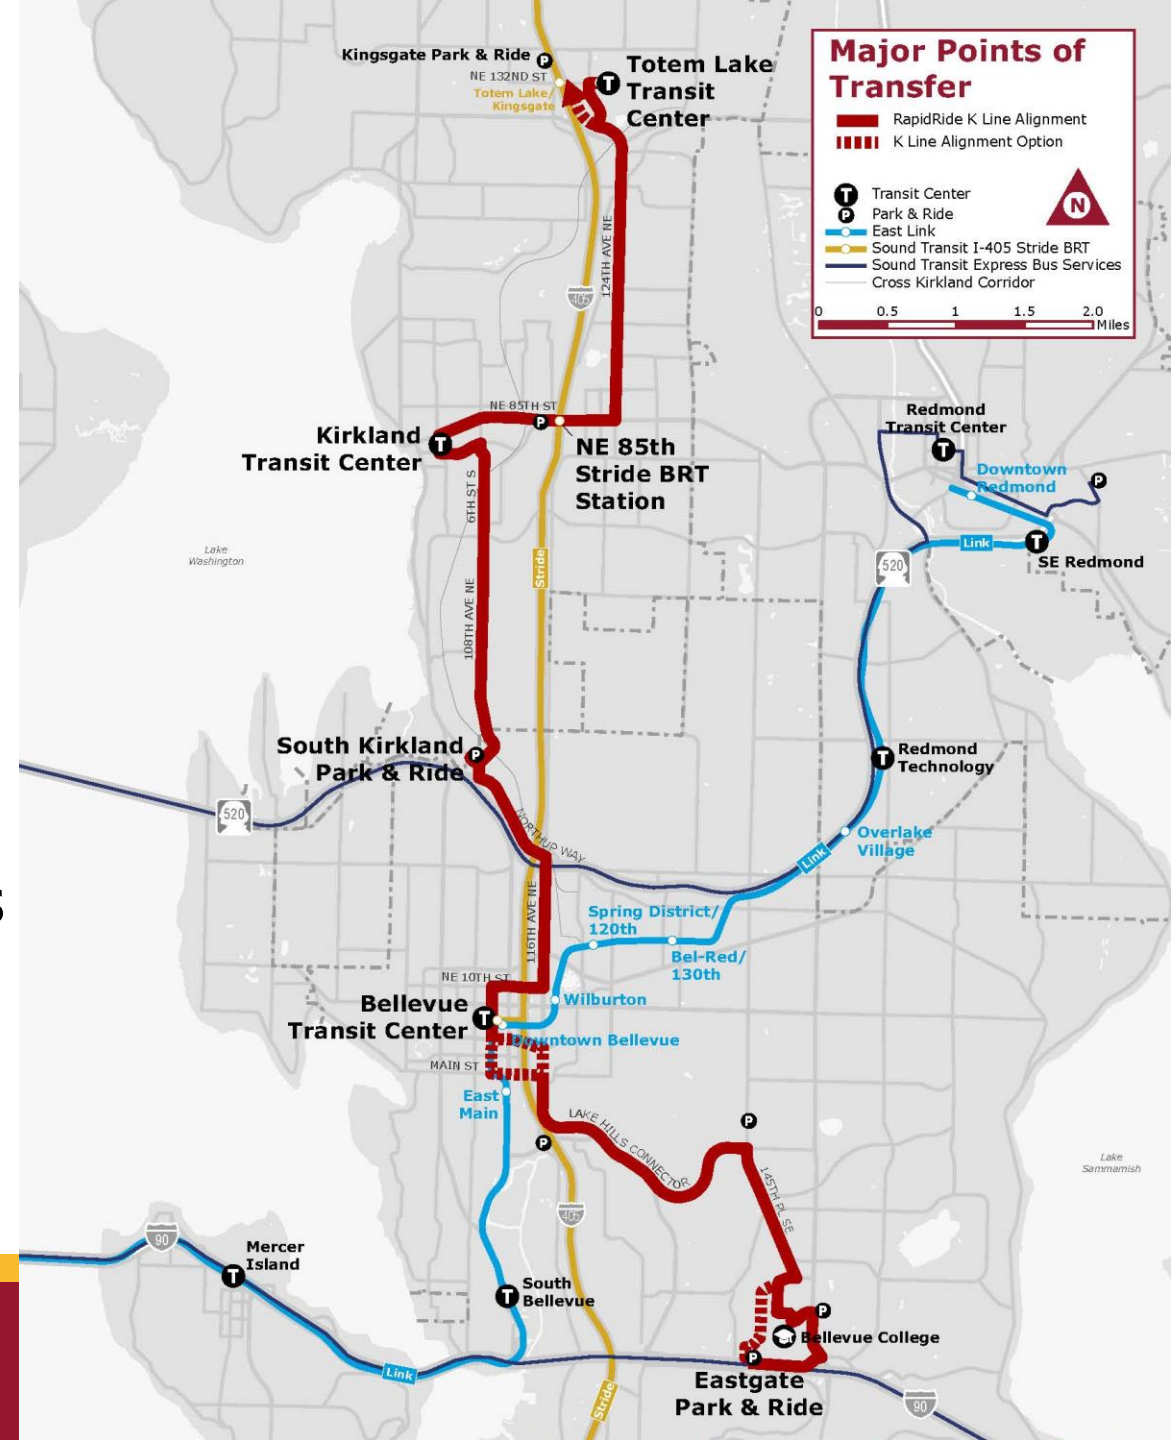 Major Points of
Transfer
RapidRide K Line Alignment
K Line Alignment Option
T
Transit Center
P
Park & Ride
N
East Link
Sound Transit I-405 Stride BRT
Sound Transit Express Bus Services
Cross Kirkland Corridor
0 0.5 1 1.5 2.0
Miles
Kingsgate Park & Ride
P
NE 132ND ST
Totem Lake/
Kingsgate
T
Totem Lake
Transit
Center
124TH AVE NE
405
NE 85TH ST
P
Kirkland
Transit Center
T
NE 85th
Stride BRT
Station
6TH ST S
Redmond
Transit Center
T
Downtown
Redmond
P
Link
T
SE Redmond
520
Lake
Washington
Stride
108TH AVE NE
South Kirkland
Park & Ride
P
T
Redmond
Technology
520
NORTHUP WAY
Overlake
Village
Link
116TH AVE NE
Spring District/
120th
Bel-Red/
130th
NE 10TH ST
Bellevue
Transit Center
T
Wilburton
Downtown Bellevue
MAIN ST
East
Main
P
LAKE HILLS CONNECTOR
P
145TH PL SE
Lake
Sammamish
405
90
Mercer
Island
T
T
South
Bellevue
P
Bellevue College
P
Link
Eastgate
Park & Ride
Stride
90
s